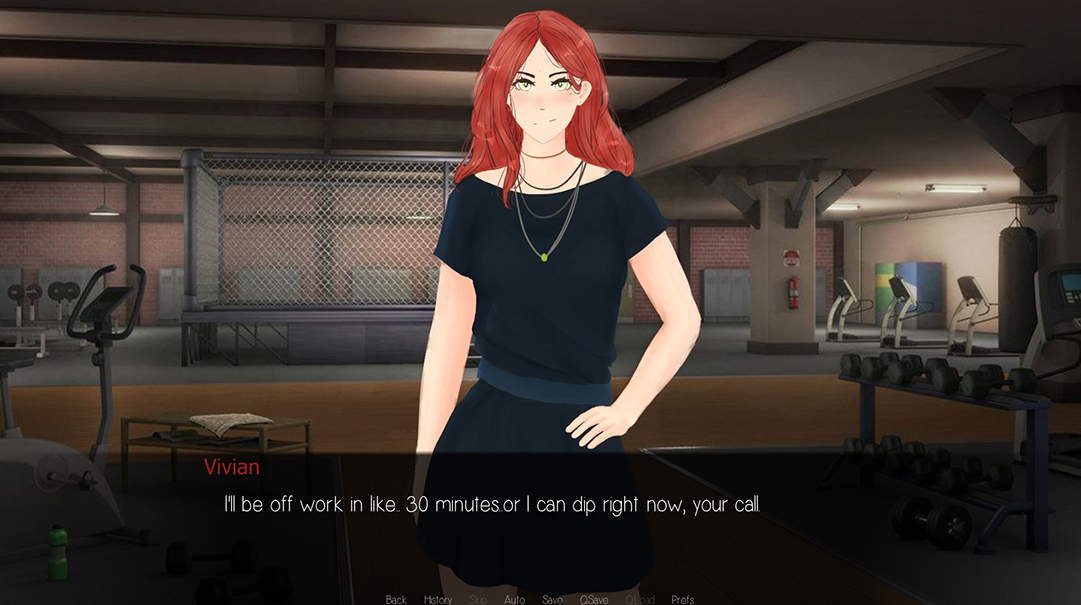 Vivian
I'll be off work in like.. 30 minutes..or I can dip right now, your call.
Back History Skip Auto Save Q.Save Q.Load Prefs